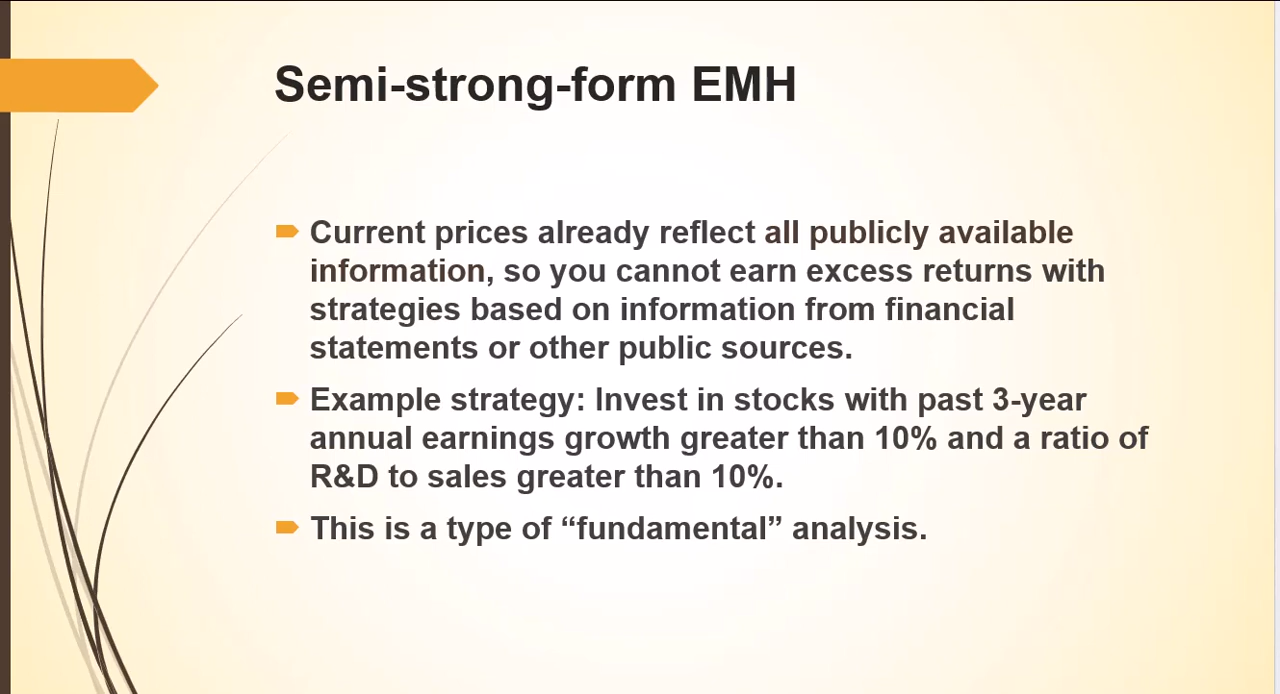 Semi-strong-form EMH
Current prices already reflect all publicly available
information, so you cannot earn excess returns with
strategies based on information from financial
statements or other public sources.
Example strategy: Invest in stocks with past 3-year
annual earnings growth greater than 10% and a ratio of
R&D to sales greater than 10%.
This is a type of “fundamental” analysis.